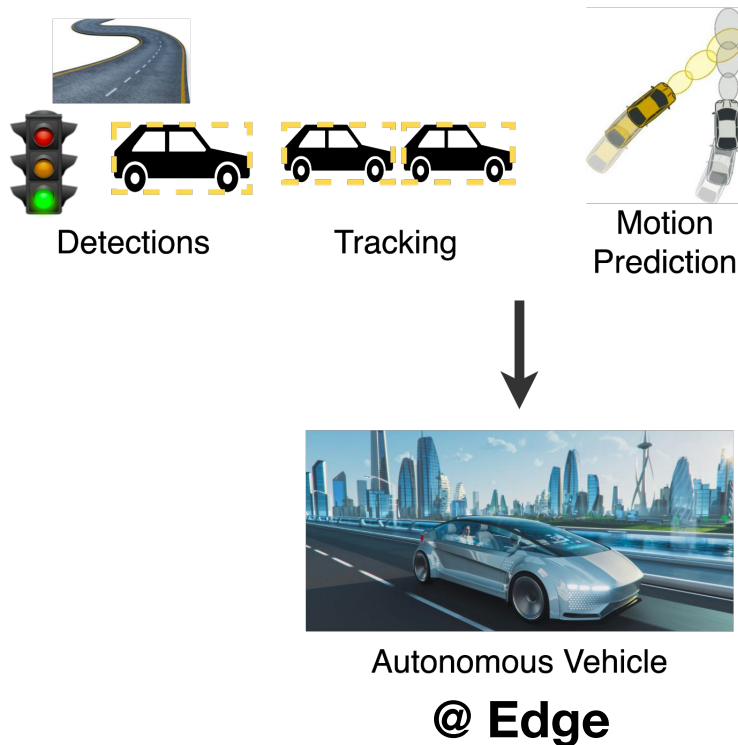 Detections
Tracking
Motion
Prediction
Autonomous Vehicle
@ Edge